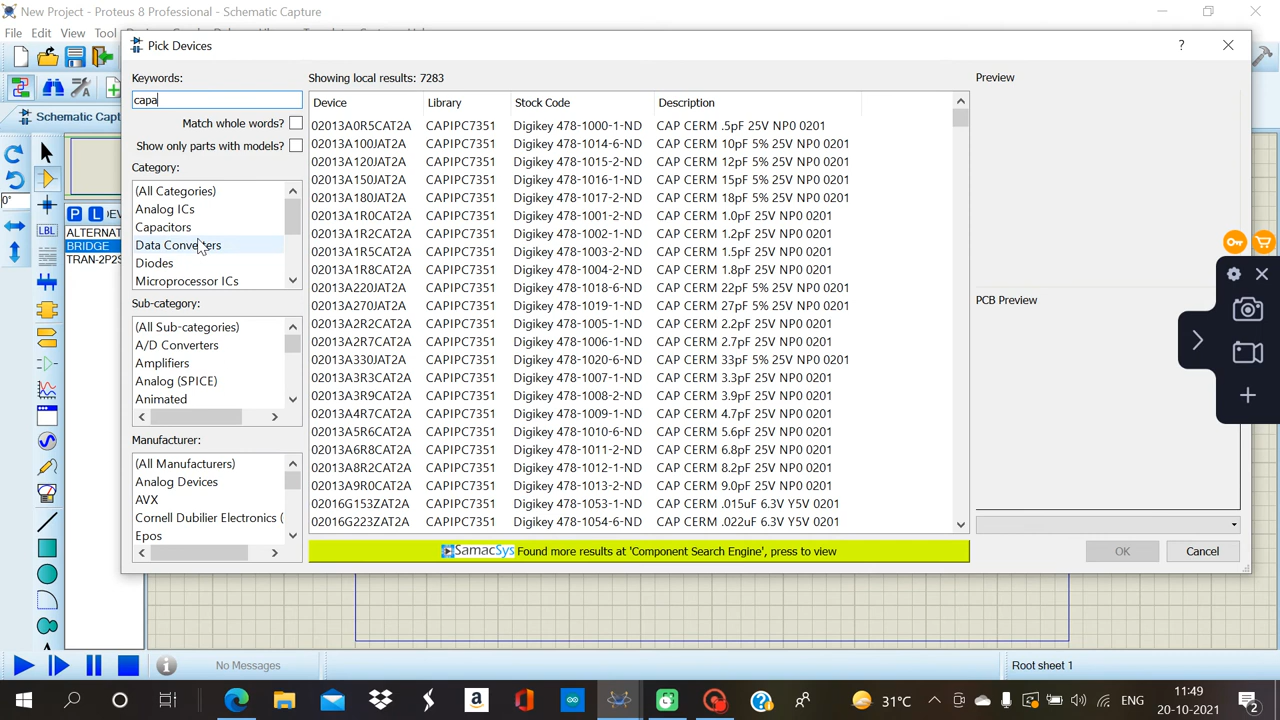 New Project - Proteus 8 Professional - Schematic Capture
File Edit View Tool
Pick Devices
?
Keywords:
capa
Match whole words?
Show only parts with models?
Category:
(All Categories)
Analog ICs
Capacitors
Data Converters
Diodes
Microprocessor ICs
Sub-category:
(All Sub-categories)
A/D Converters
Amplifiers
Analog (SPICE)
Animated
Manufacturer:
(All Manufacturers)
Analog Devices
AVX
Cornell Dubilier Electronics (
Epos
Showing local results: 7283
Device Library Stock Code Description
02013A0R5CAT2A CAPIPC7351 Digikey 478-1000-1-ND CAP CERM .5pF 25V NP0 0201
02013A100JAT2A CAPIPC7351 Digikey 478-1014-6-ND CAP CERM 10pF 5% 25V NP0 0201
02013A120JAT2A CAPIPC7351 Digikey 478-1015-2-ND CAP CERM 12pF 5% 25V NP0 0201
02013A150JAT2A CAPIPC7351 Digikey 478-1016-1-ND CAP CERM 15pF 5% 25V NP0 0201
02013A180JAT2A CAPIPC7351 Digikey 478-1017-2-ND CAP CERM 18pF 5% 25V NP0 0201
02013A1R0CAT2A CAPIPC7351 Digikey 478-1001-2-ND CAP CERM 1.0pF 25V NP0 0201
02013A1R2CAT2A CAPIPC7351 Digikey 478-1002-1-ND CAP CERM 1.2pF 25V NP0 0201
02013A1R5CAT2A CAPIPC7351 Digikey 478-1003-2-ND CAP CERM 1.5pF 25V NP0 0201
02013A1R8CAT2A CAPIPC7351 Digikey 478-1004-2-ND CAP CERM 1.8pF 25V NP0 0201
02013A220JAT2A CAPIPC7351 Digikey 478-1018-6-ND CAP CERM 22pF 5% 25V NP0 0201
02013A270JAT2A CAPIPC7351 Digikey 478-1019-1-ND CAP CERM 27pF 5% 25V NP0 0201
02013A2R2CAT2A CAPIPC7351 Digikey 478-1005-1-ND CAP CERM 2.2pF 25V NP0 0201
02013A2R7CAT2A CAPIPC7351 Digikey 478-1006-1-ND CAP CERM 2.7pF 25V NP0 0201
02013A330JAT2A CAPIPC7351 Digikey 478-1020-6-ND CAP CERM 33pF 5% 25V NP0 0201
02013A3R3CAT2A CAPIPC7351 Digikey 478-1007-1-ND CAP CERM 3.3pF 25V NP0 0201
02013A3R9CAT2A CAPIPC7351 Digikey 478-1008-2-ND CAP CERM 3.9pF 25V NP0 0201
02013A4R7CAT2A CAPIPC7351 Digikey 478-1009-1-ND CAP CERM 4.7pF 25V NP0 0201
02013A5R6CAT2A CAPIPC7351 Digikey 478-1010-6-ND CAP CERM 5.6pF 25V NP0 0201
02013A6R8CAT2A CAPIPC7351 Digikey 478-1011-2-ND CAP CERM 6.8pF 25V NP0 0201
02013A8R2CAT2A CAPIPC7351 Digikey 478-1012-1-ND CAP CERM 8.2pF 25V NP0 0201
02013A9R0CAT2A CAPIPC7351 Digikey 478-1013-2-ND CAP CERM 9.0pF 25V NP0 0201
02016G153ZAT2A CAPIPC7351 Digikey 478-1053-1-ND CAP CERM .015uF 6.3V Y5V 0201
02016G223ZAT2A CAPIPC7351 Digikey 478-1054-6-ND CAP CERM .022uF 6.3V Y5V 0201
SamacSys Found more results at 'Component Search Engine', press to view
Preview
PCB Preview
OK Cancel
Schematic Capt
0°
P L DEV
ALTERNAT
BRIDGE
TRAN-2P2S
LBL
No Messages
Root sheet 1
31°C
ENG
11:49
20-10-2021
2